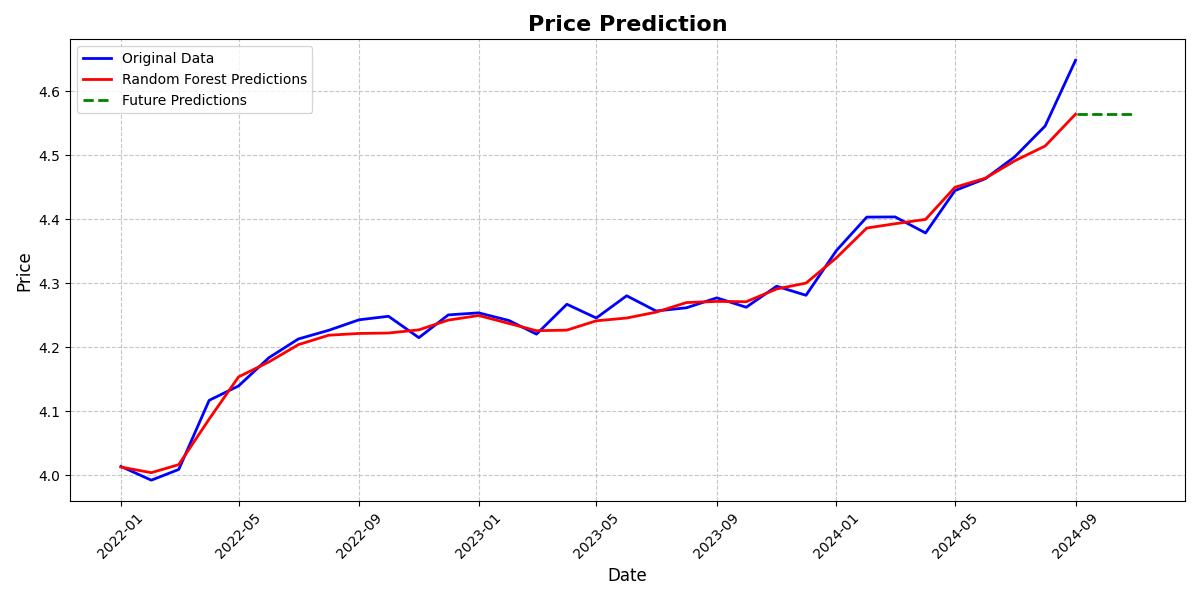 Price Prediction
Original Data
Random Forest Predictions
Future Predictions
Price
4.6
4.5
4.4
4.3
4.2
4.1
4.0
2022-01
2022-05
2022-09
2023-01
2023-05
2023-09
2024-01
2024-05
2024-09
Date